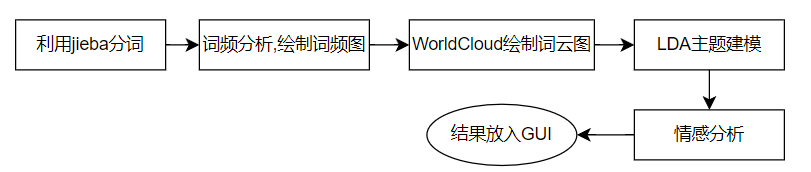 利用jieba分词
词频分析,绘制词频图
WorldCloud绘制词云图
LDA主题建模
情感分析
结果放入GUI